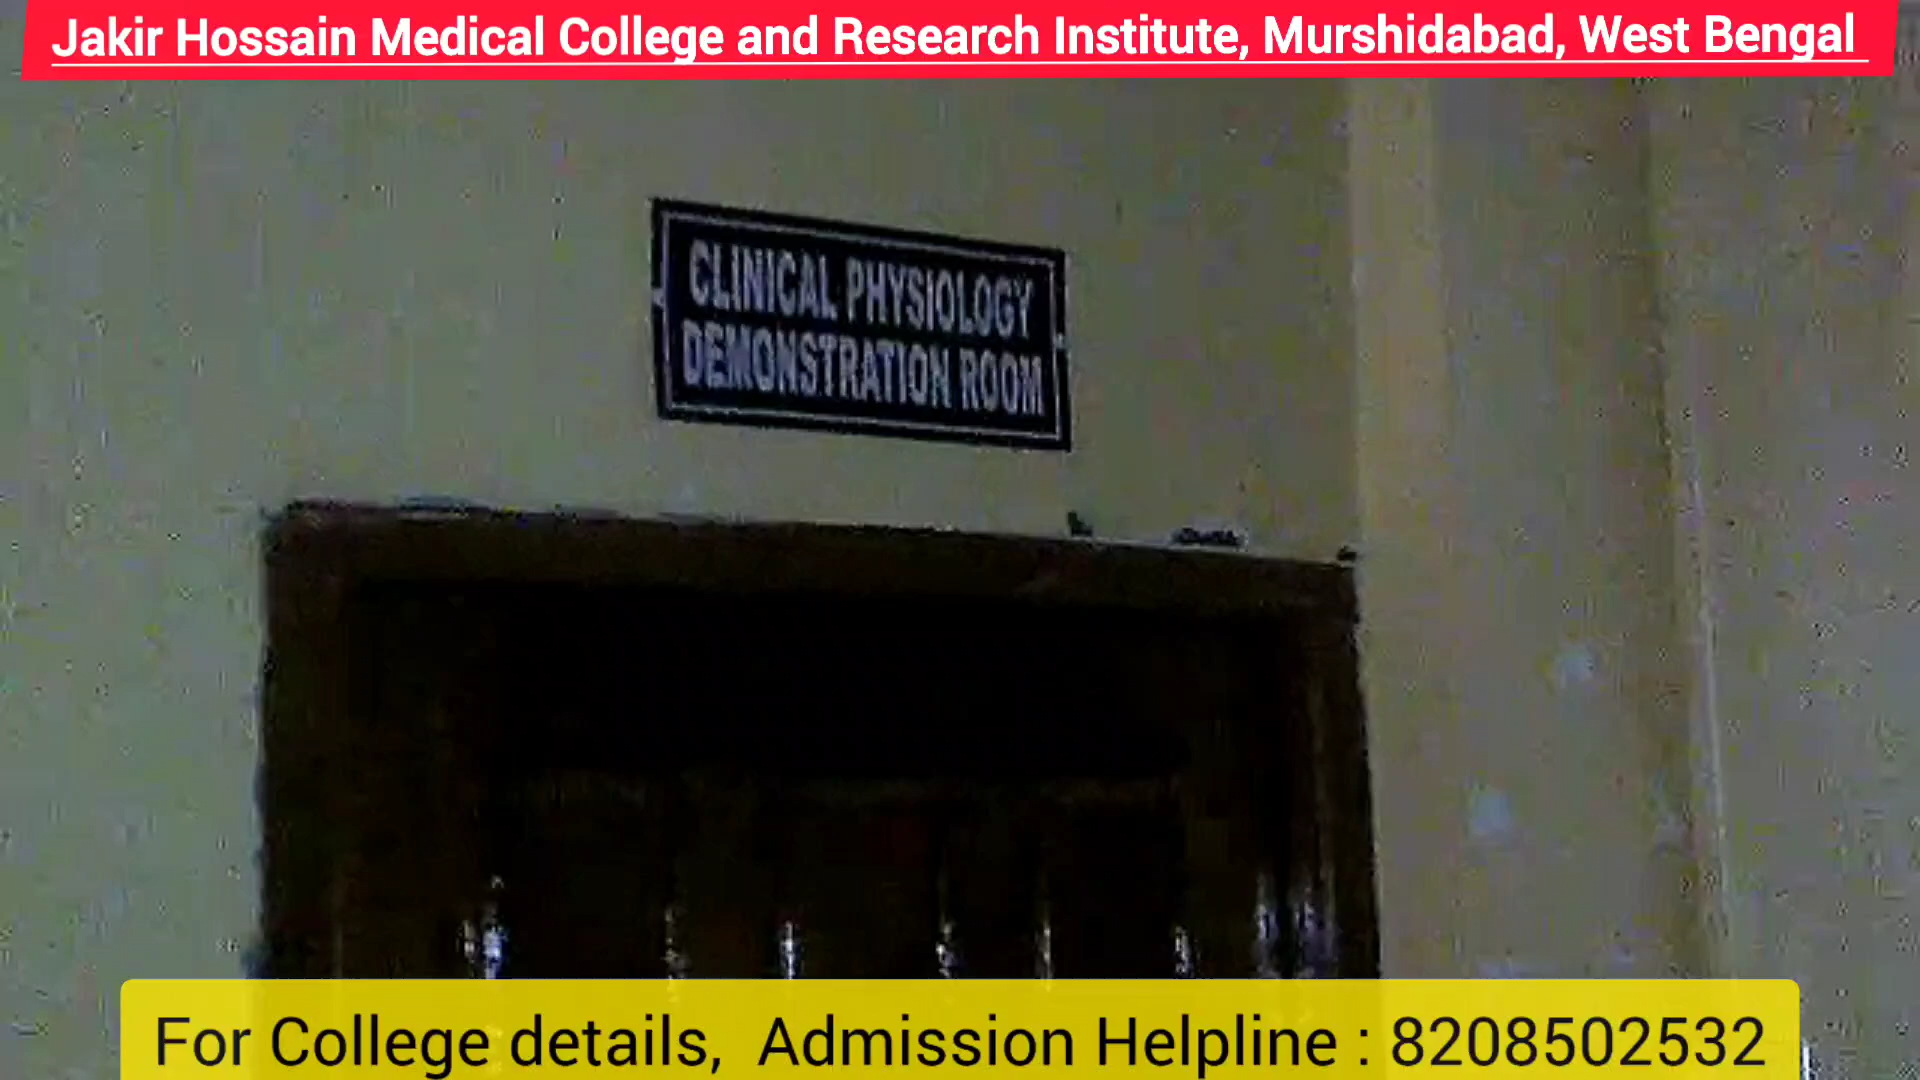 Jakir Hossain Medical College and Research Institute, Murshidabad, West Bengal
CLINICAL PHYSIOLOGY
DEMONSTRATION ROOM
For College details, Admission Helpline : 8208502532